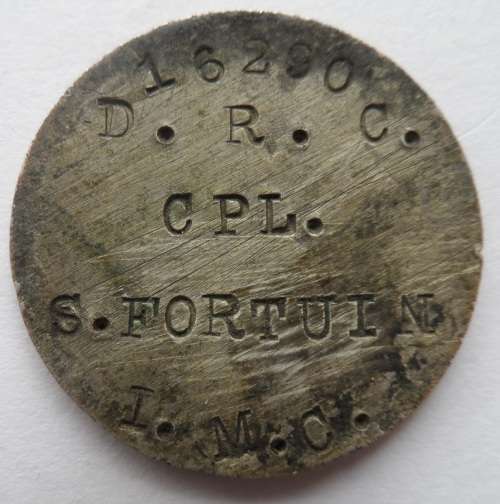 16290
D. R. C.
CPL.
S. FORTUIN
I. M. C.